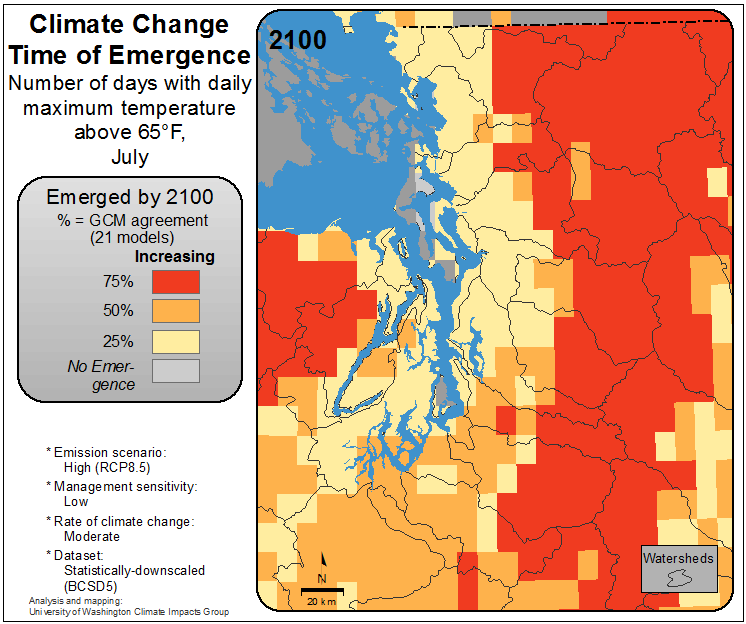 Climate Change
Time of Emergence
Number of days with daily
maximum temperature
above 65°F,
July
Emerged by 2100
% = GCM agreement
(21 models)
Increasing
75%
50%
25%
No Emer-
gence
* Emission scenario:
High (RCP8.5)
* Management sensitivity:
Low
* Rate of climate change:
Moderate
* Dataset:
Statistically-downscaled
(BCSD5)
Analysis and mapping:
University of Washington Climate Impacts Group
2100
N
20 km
Watersheds